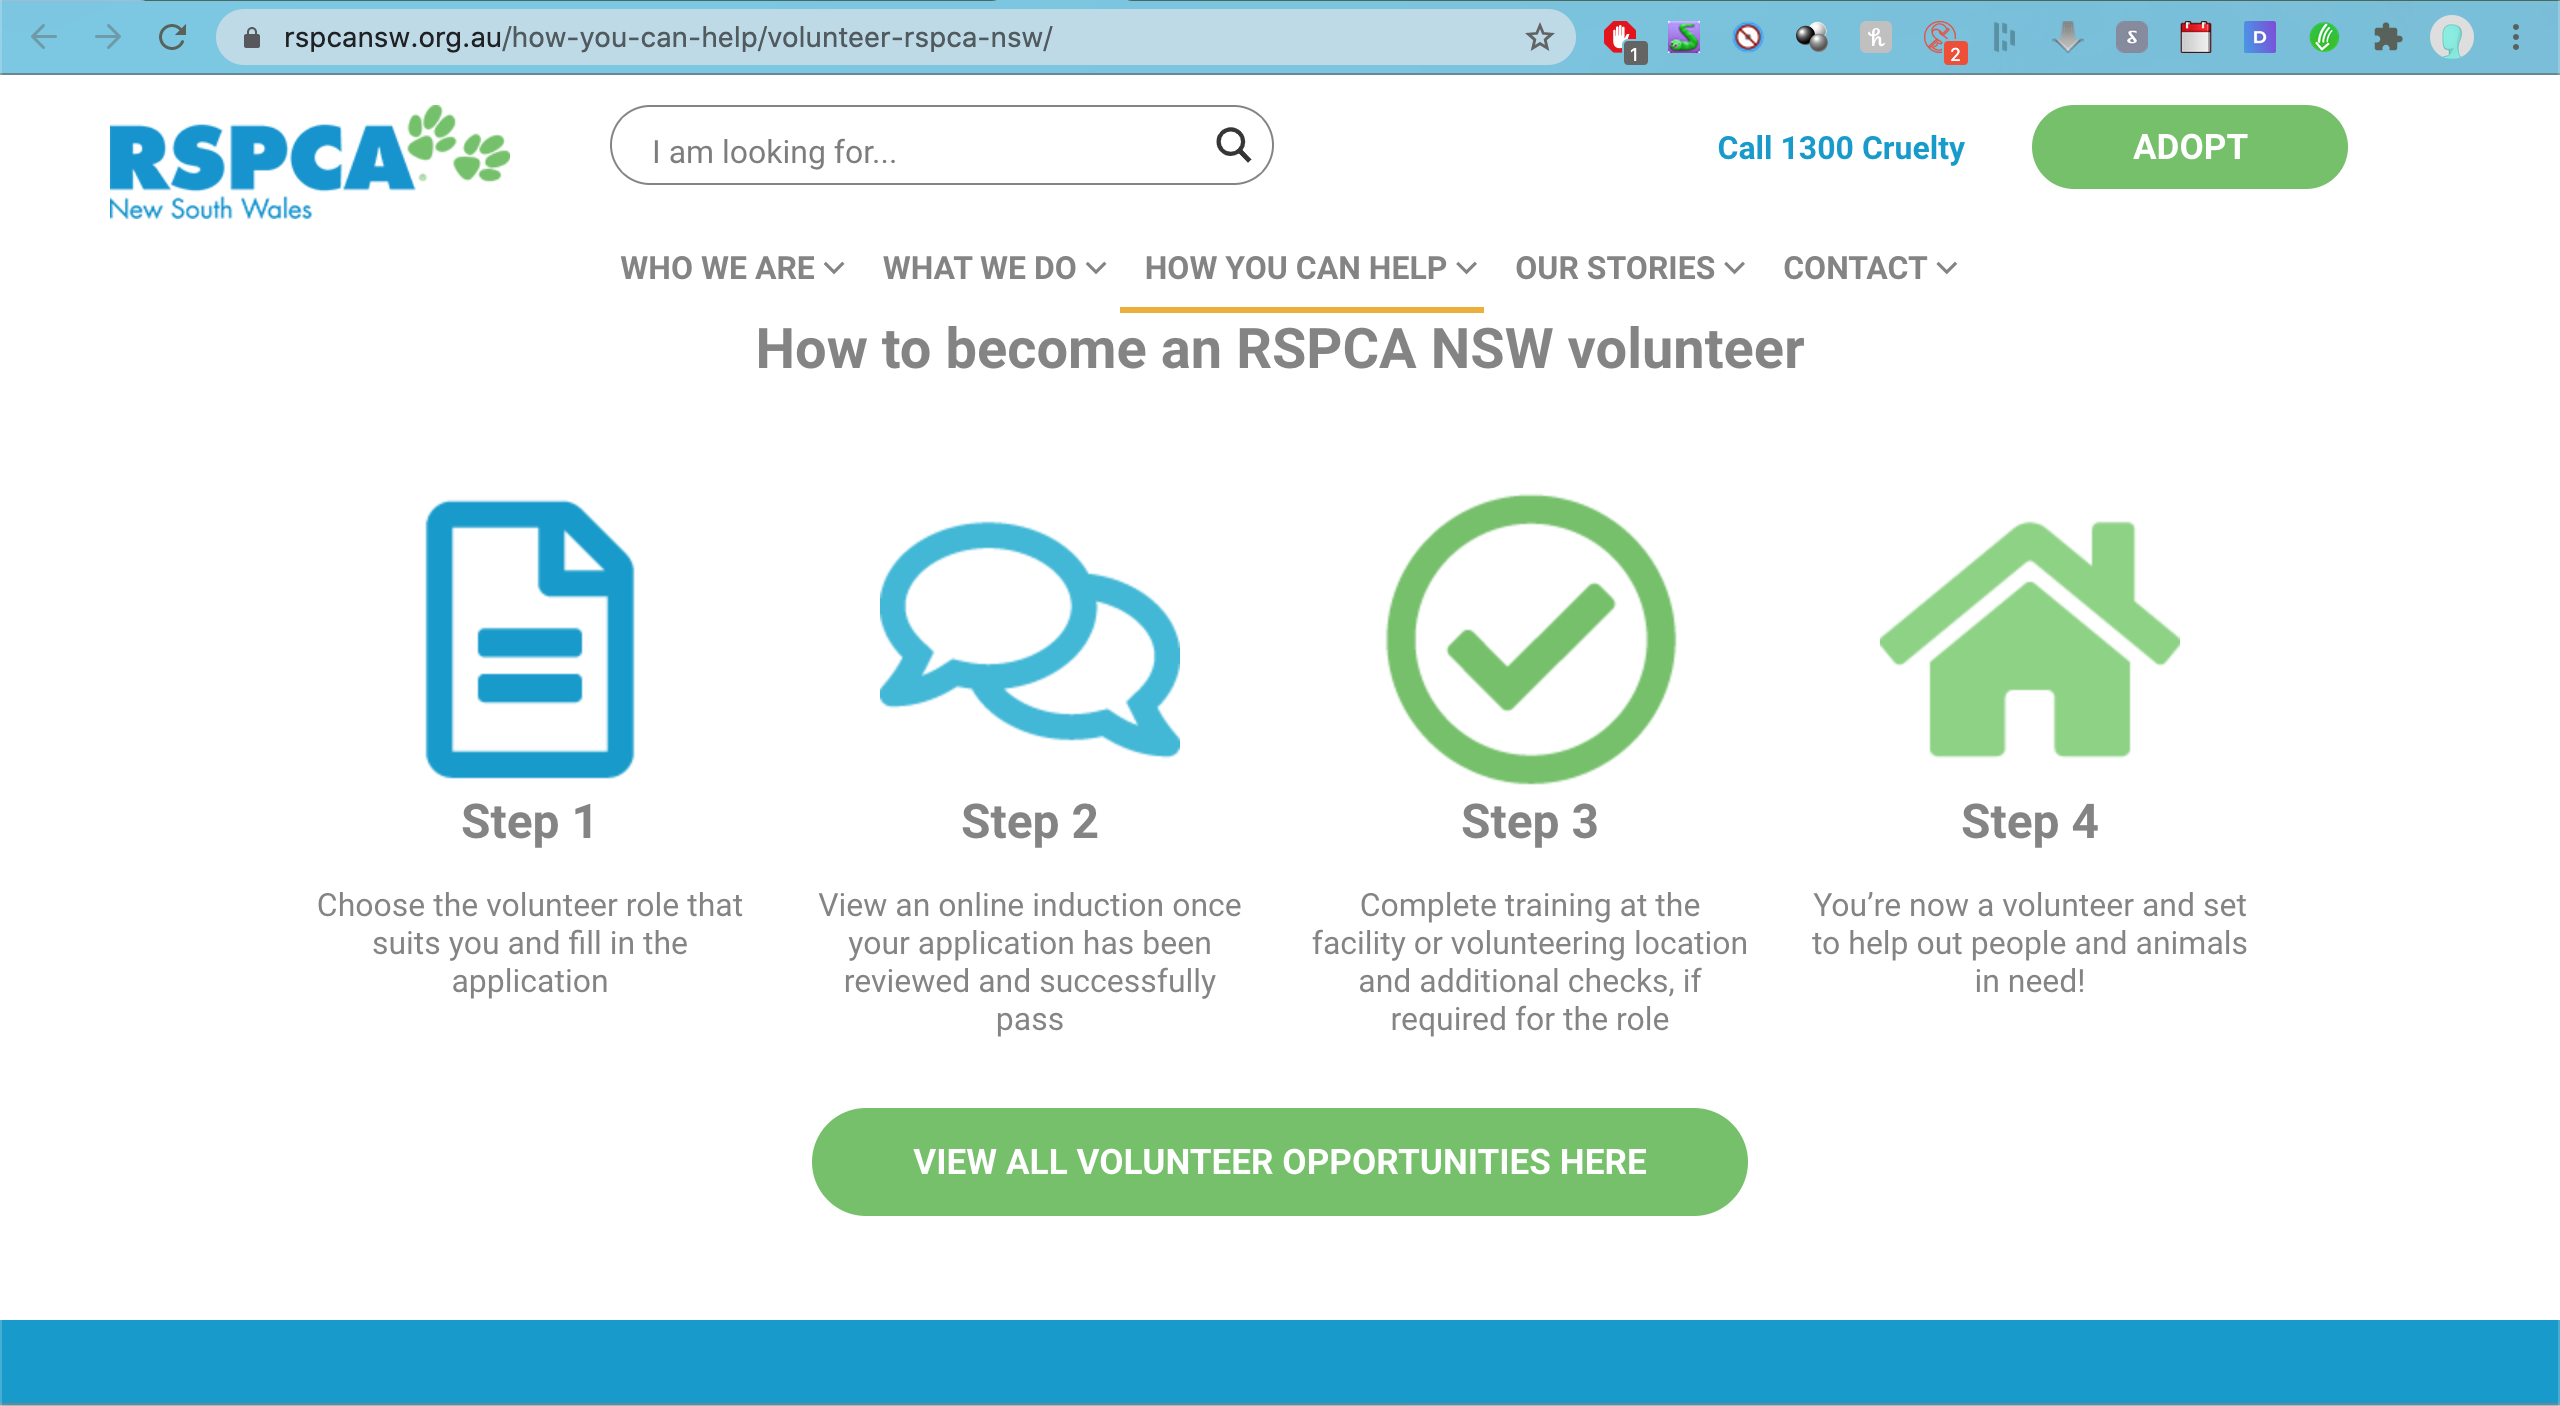 rspcansw.org.au/how-you-can-help/volunteer-rspca-nsw/
1
2
D
RSPCA
New South Wales
I am looking for...
Call 1300 Cruelty
ADOPT
WHO WE ARE
WHAT WE DO
HOW YOU CAN HELP
OUR STORIES
CONTACT
How to become an RSPCA NSW volunteer
Step 1
Choose the volunteer role that
suits you and fill in the
application
Step 2
View an online induction once
your application has been
reviewed and successfully
pass
Step 3
Complete training at the
facility or volunteering location
and additional checks, if
required for the role
Step 4
You’re now a volunteer and set
to help out people and animals
in need!
VIEW ALL VOLUNTEER OPPORTUNITIES HERE